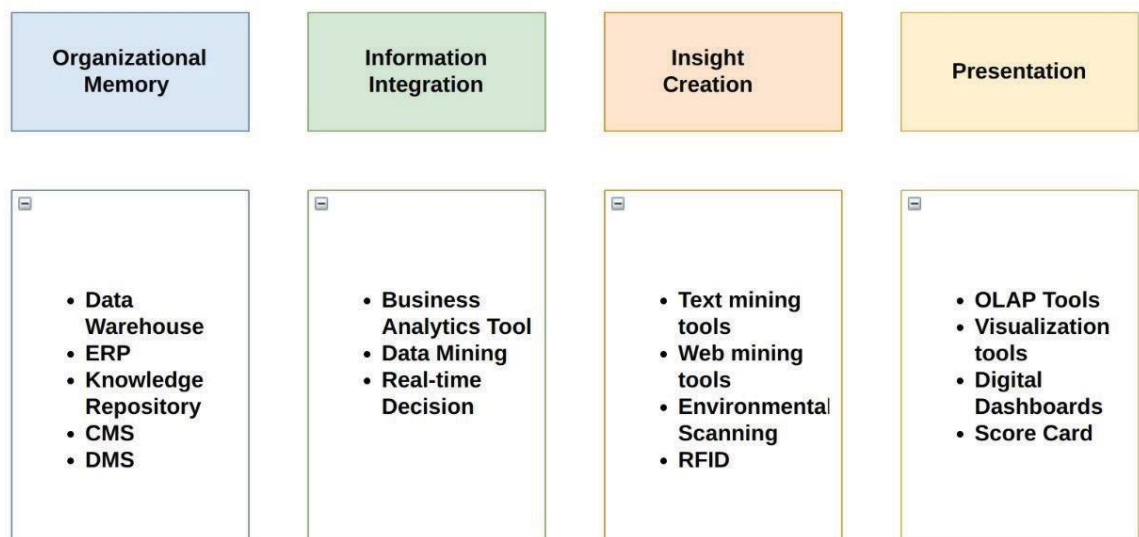 Organizational
Memory
Information
Integration
Insight
Creation
Presentation
• Data
Warehouse
• ERP
• Knowledge
Repository
• CMS
• DMS
• Business
Analytics Tool
• Data Mining
• Real-time
Decision
• Text mining
tools
• Web mining
tools
• Environmental
Scanning
• RFID
• OLAP Tools
• Visualization
tools
• Digital
Dashboards
• Score Card